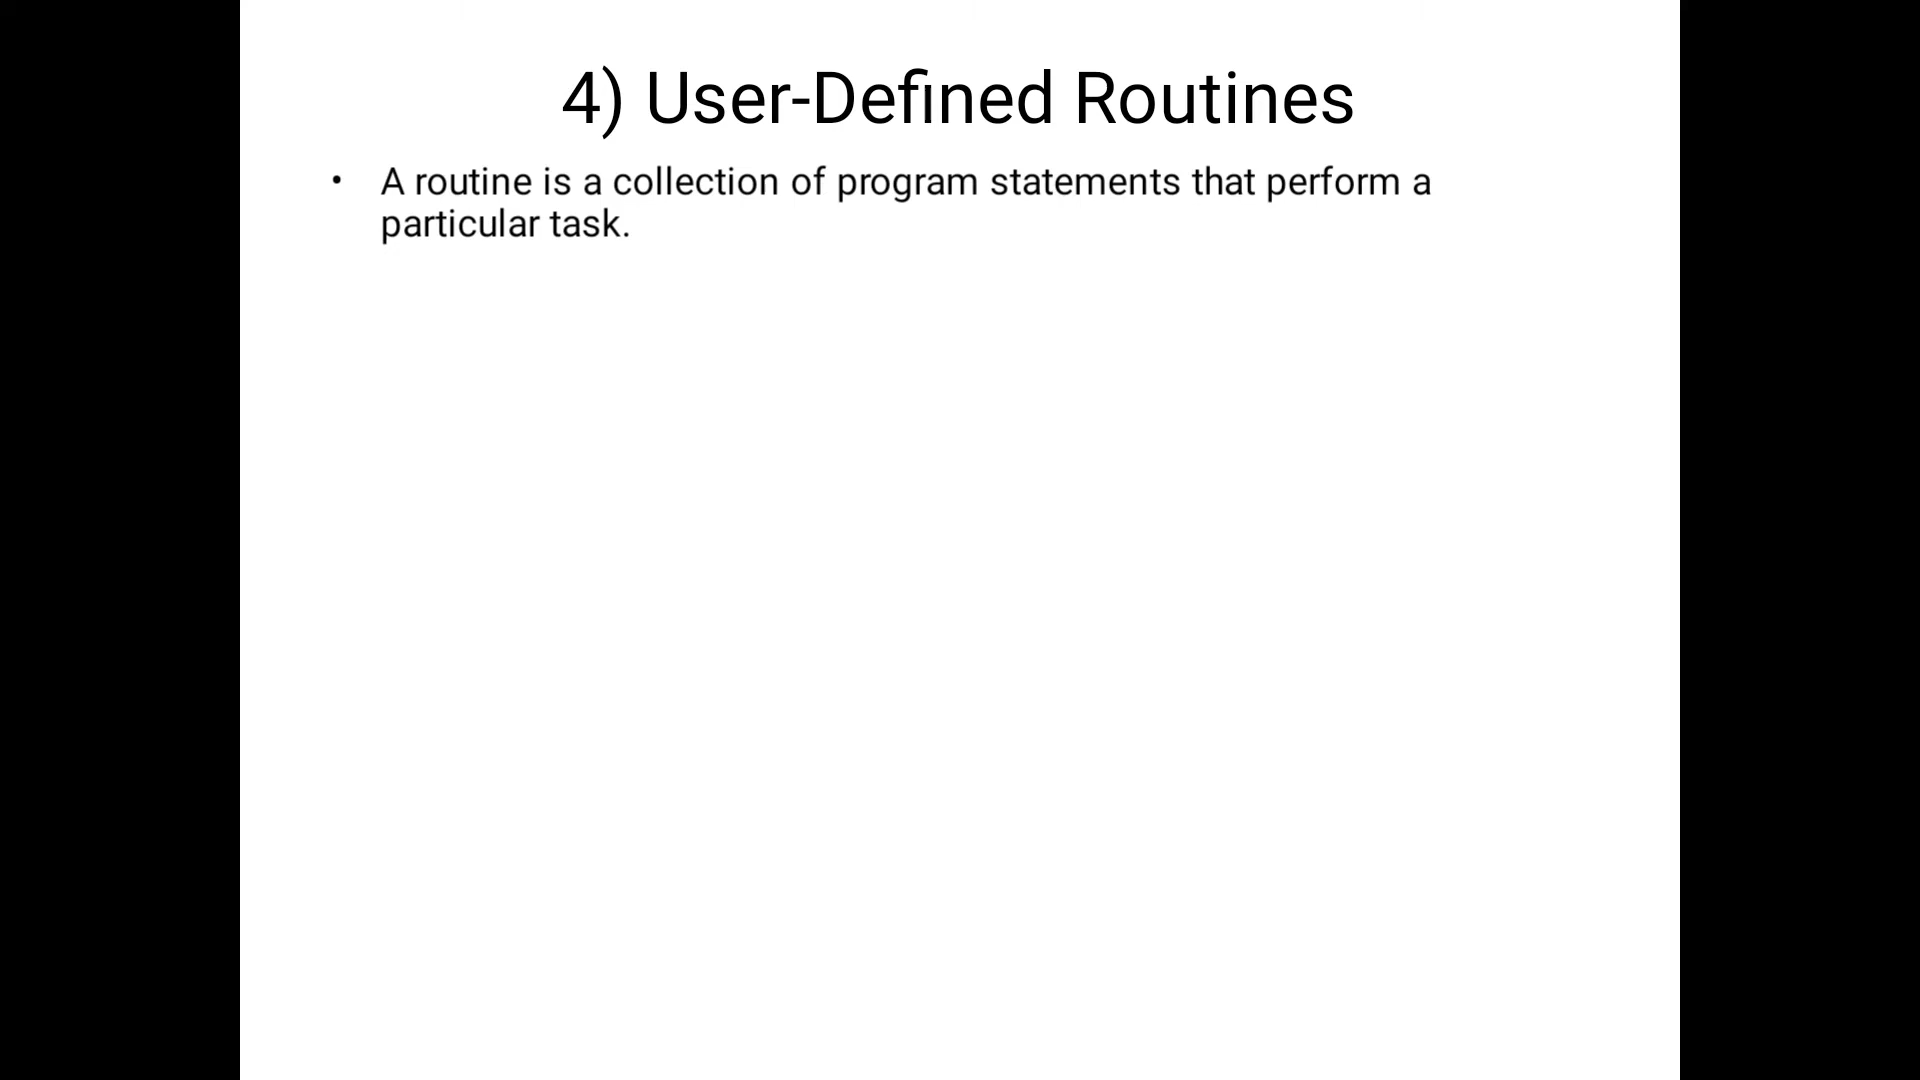 4) User-Defined Routines
• A routine is a collection of program statements that perform a
particular task.